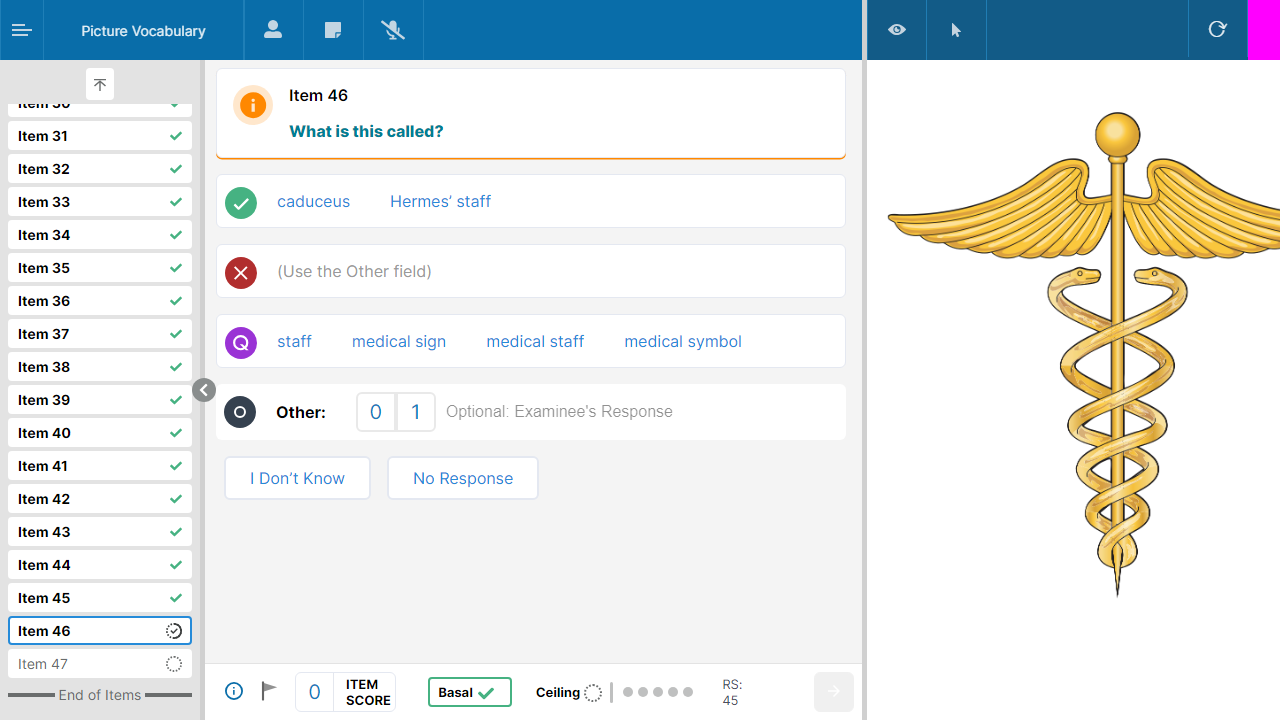 Picture Vocabulary
Item 30
Item 31
Item 32
Item 33
Item 34
Item 35
Item 36
Item 37
Item 38
Item 39
Item 40
Item 41
Item 42
Item 43
Item 44
Item 45
Item 46
Item 47
End of Items
Item 46
What is this called?
caduceus Hermes’ staff
(Use the Other field)
Q staff medical sign medical staff medical symbol
O Other: 0 1 Optional: Examinee's Response
I Don’t Know No Response
0 ITEM
SCORE
Basal
Ceiling
RS:
45